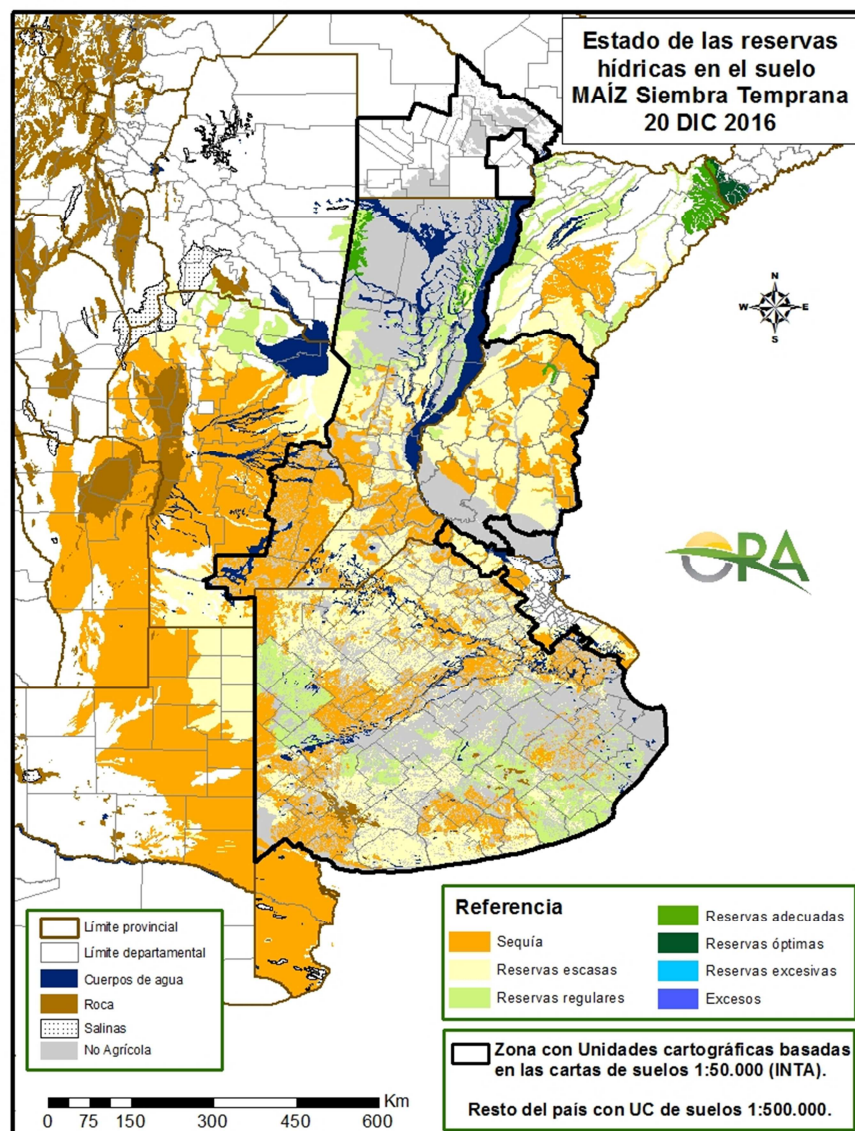 Estado de las reservas
hídricas en el suelo
MAÍZ Siembra Temprana
20 DIC 2016
N
W E
S
ORA
Referencia
Sequía
Reservas escasas
Reservas regulares
Reservas adecuadas
Reservas óptimas
Reservas excesivas
Excesos
Límite provincial
Límite departamental
Cuerpos de agua
Roca
Salinas
No Agrícola
Zona con Unidades cartográficas basadas
en las cartas de suelos 1:50.000 (INTA).
Resto del país con UC de suelos 1:500.000.
Km
0 75 150 300 450 600